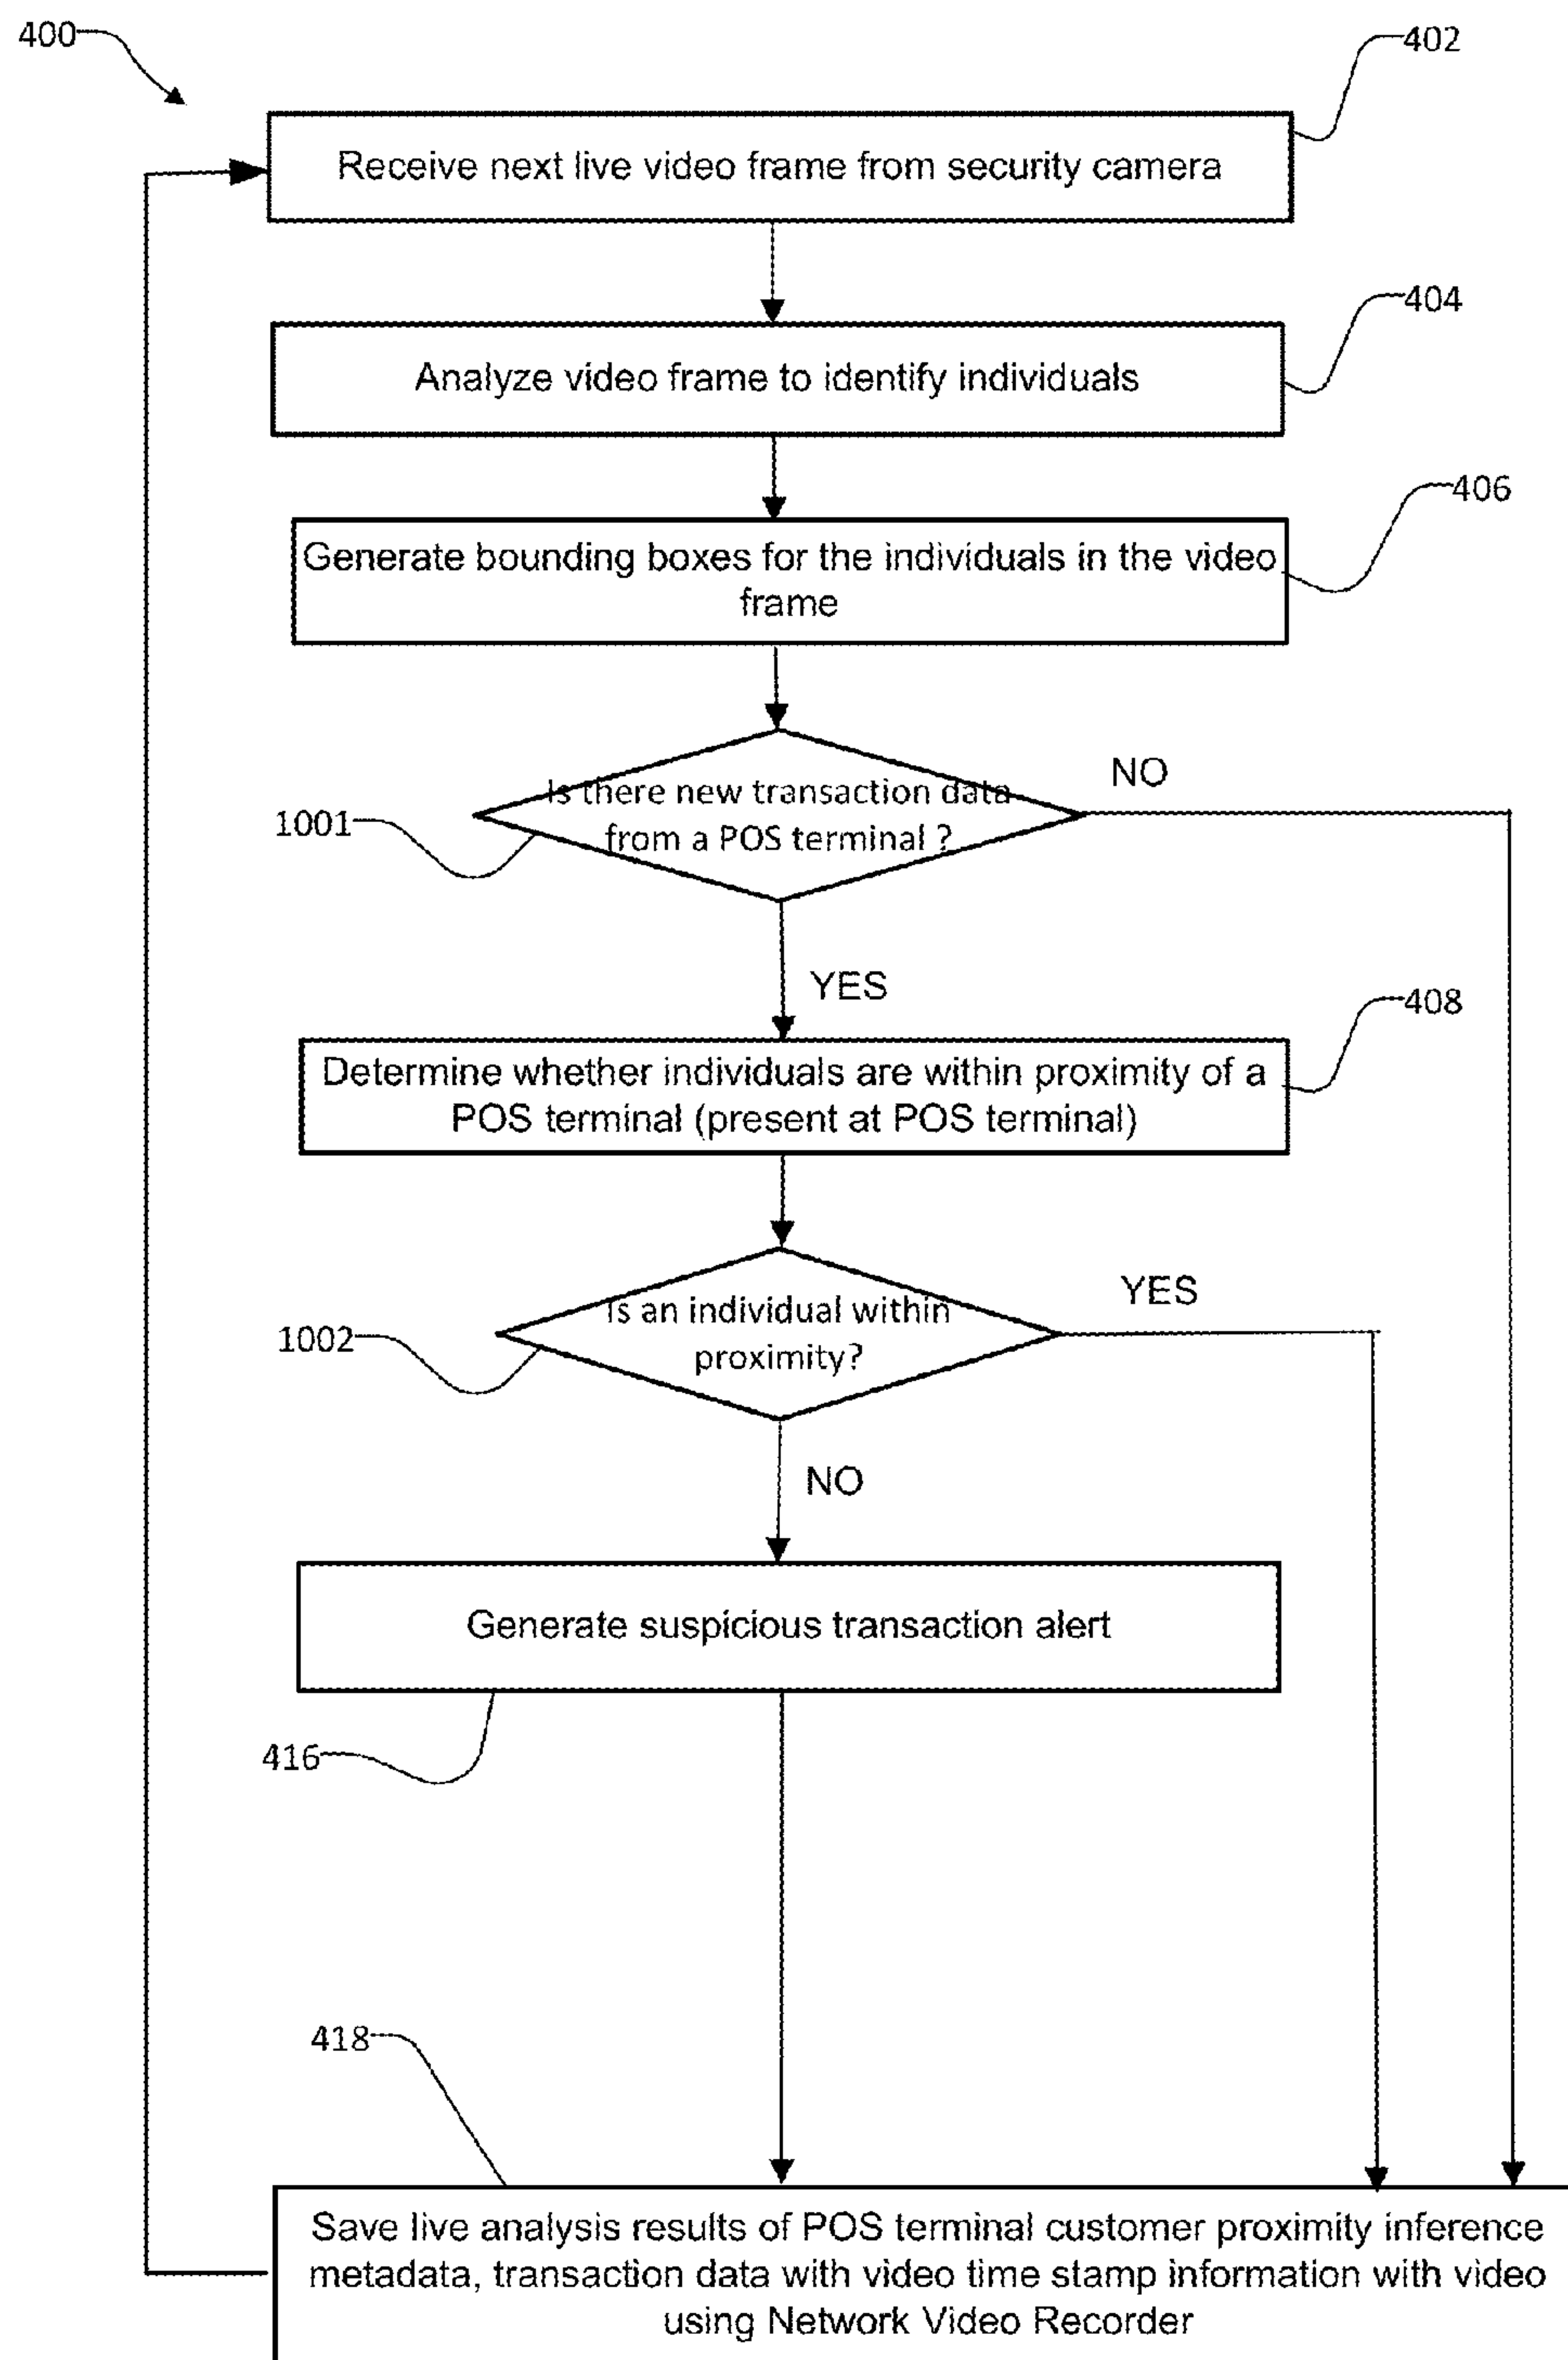 400
402
Receive next live video frame from security camera
404
Analyze video frame to identify individuals
406
Generate bounding boxes for the individuals in the video
frame
NO
1001
Is there new transaction data
from a POS terminal ?
YES
408
Determine whether individuals are within proximity of a
POS terminal (present at POS terminal)
YES
1002
Is an individual within
proximity?
NO
Generate suspicious transaction alert
416
418
Save live analysis results of POS terminal customer proximity inference
metadata, transaction data with video time stamp information with video
using Network Video Recorder